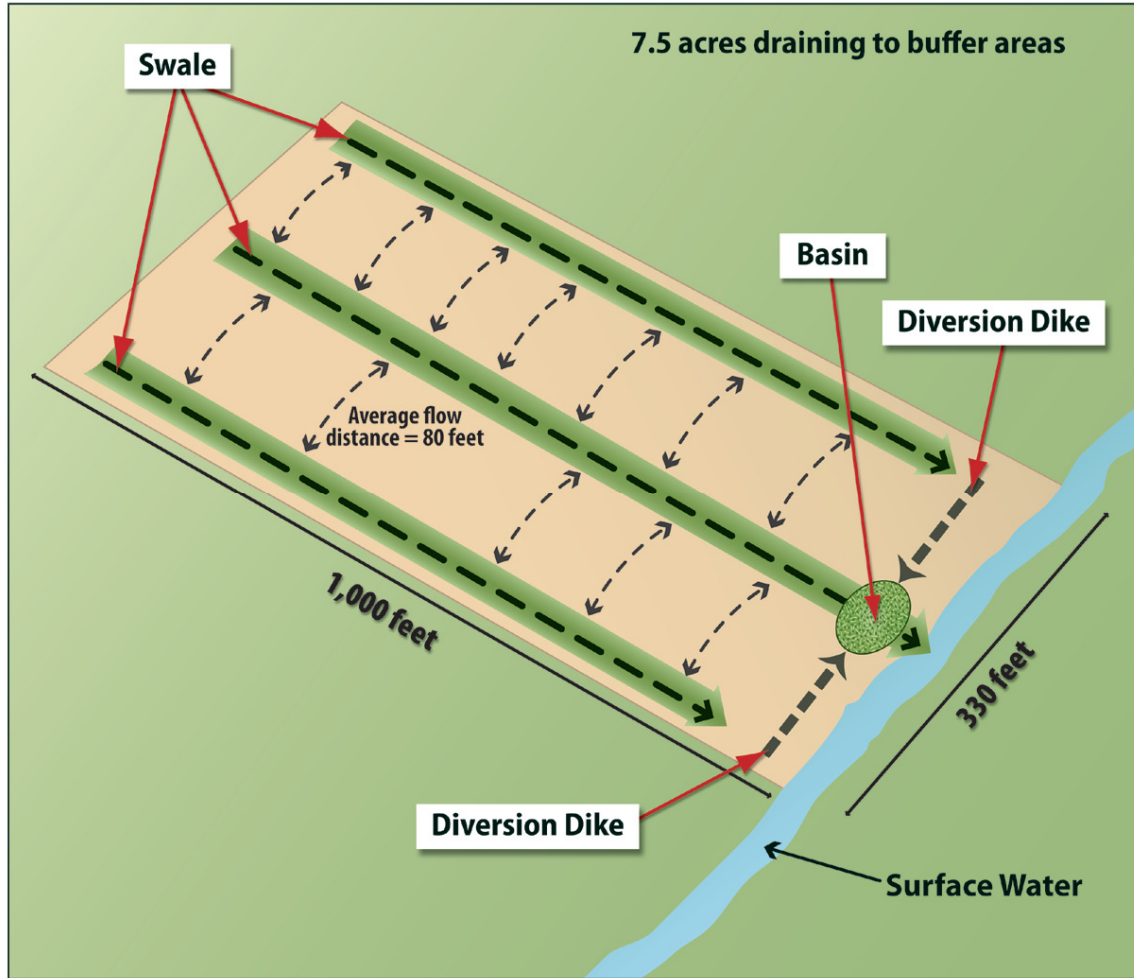 7.5 acres draining to buffer areas
Swale
Basin
Diversion Dike
Average flow
distance = 80 feet
1,000 feet
330 feet
Diversion Dike
Surface Water